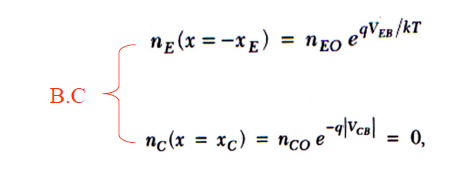 n_E(x = -x_E) = n_EO e^{qV_EB/kT}
B.C
n_C(x = x_C) = n_CO e^{-q|V_CB|} = 0,